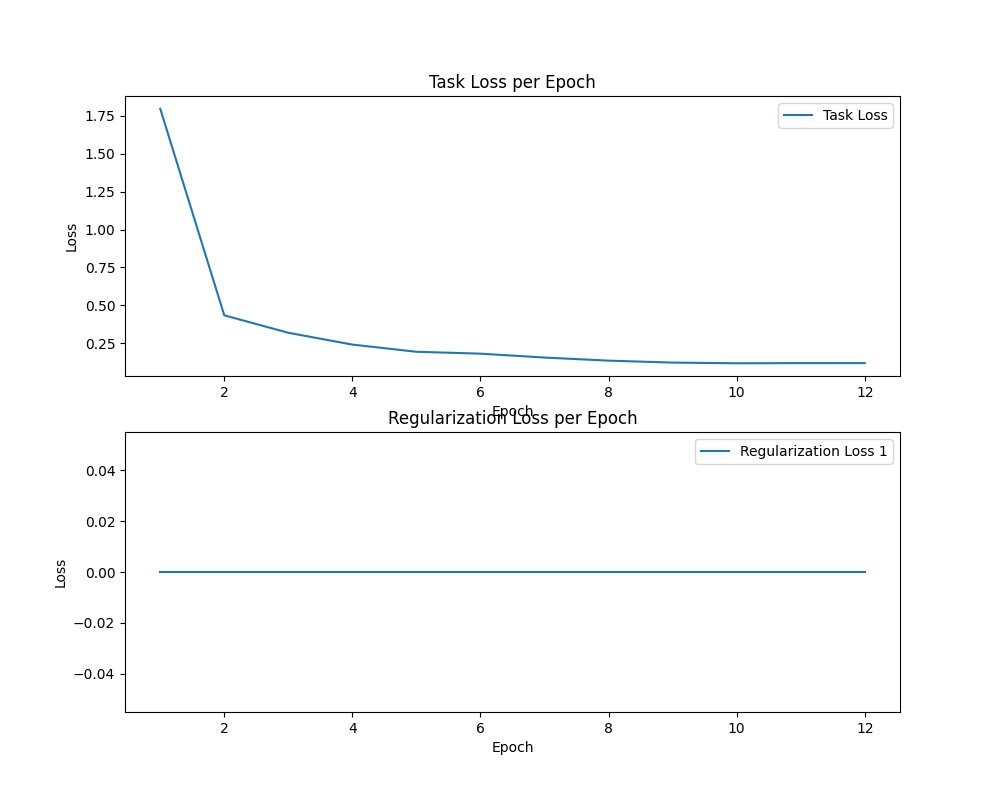 Task Loss per Epoch
Task Loss
1.75
1.50
1.25
1.00
0.75
0.50
0.25
Loss
2 4 6 8 10 12
Epoch
Regularization Loss per Epoch
Regularization Loss 1
0.04
0.02
0.00
−0.02
−0.04
Loss
2 4 6 8 10 12
Epoch